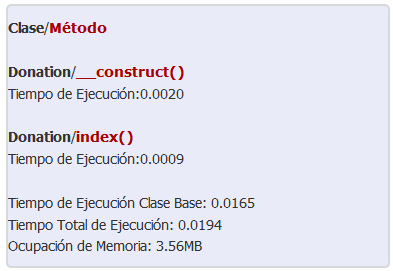 Clase/Método
Donation/__construct()
Tiempo de Ejecución:0.0020
Donation/index()
Tiempo de Ejecución:0.0009
Tiempo de Ejecución Clase Base: 0.0165
Tiempo Total de Ejecución: 0.0194
Ocupación de Memoria: 3.56MB